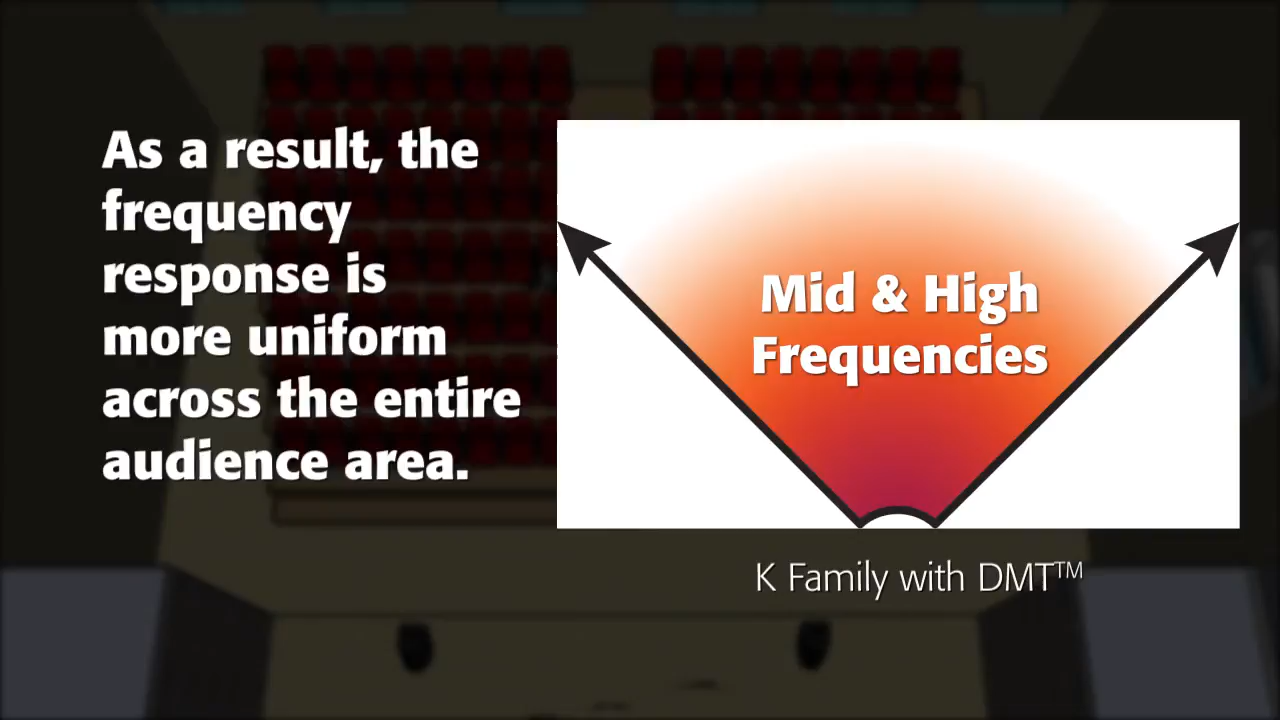 As a result, the
frequency
response is
more uniform
across the entire
audience area.
Mid & High
Frequencies
K Family with DMT™